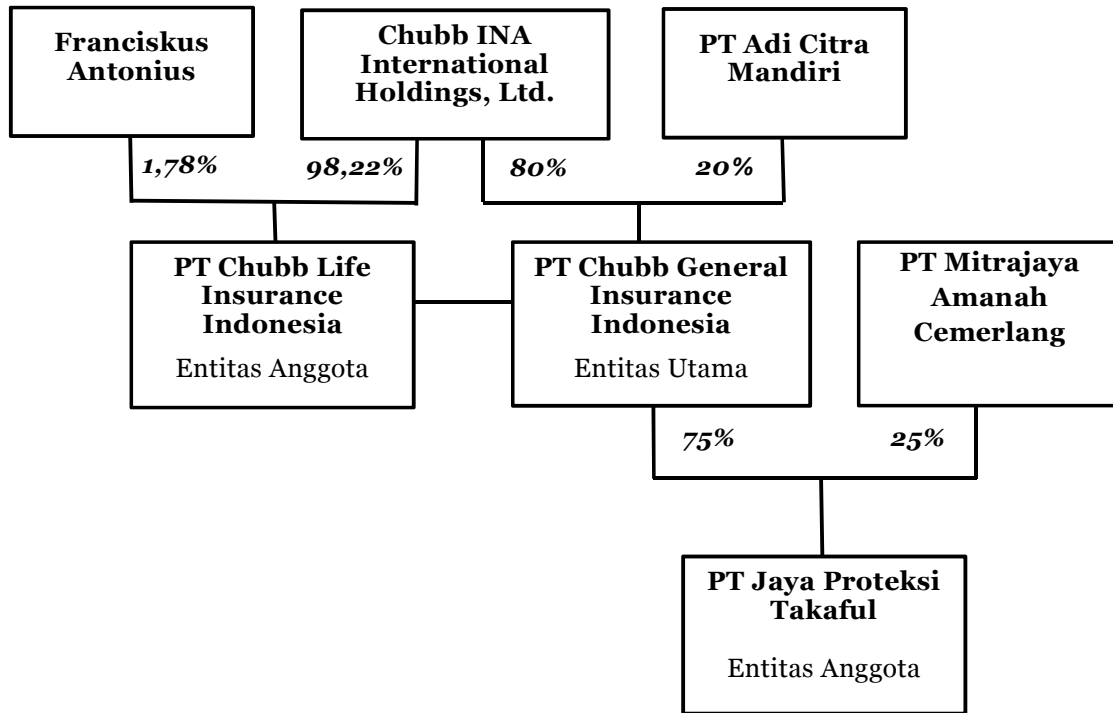 Franciskus
Antonius
Chubb INA
International
Holdings, Ltd.
PT Adi Citra
Mandiri
1,78%
98,22%
80%
20%
PT Chubb Life
Insurance
Indonesia
Entitas Anggota
PT Chubb General
Insurance
Indonesia
Entitas Utama
PT Mitrajaya
Amanah
Cemerlang
75%
25%
PT Jaya Proteksi
Takaful
Entitas Anggota